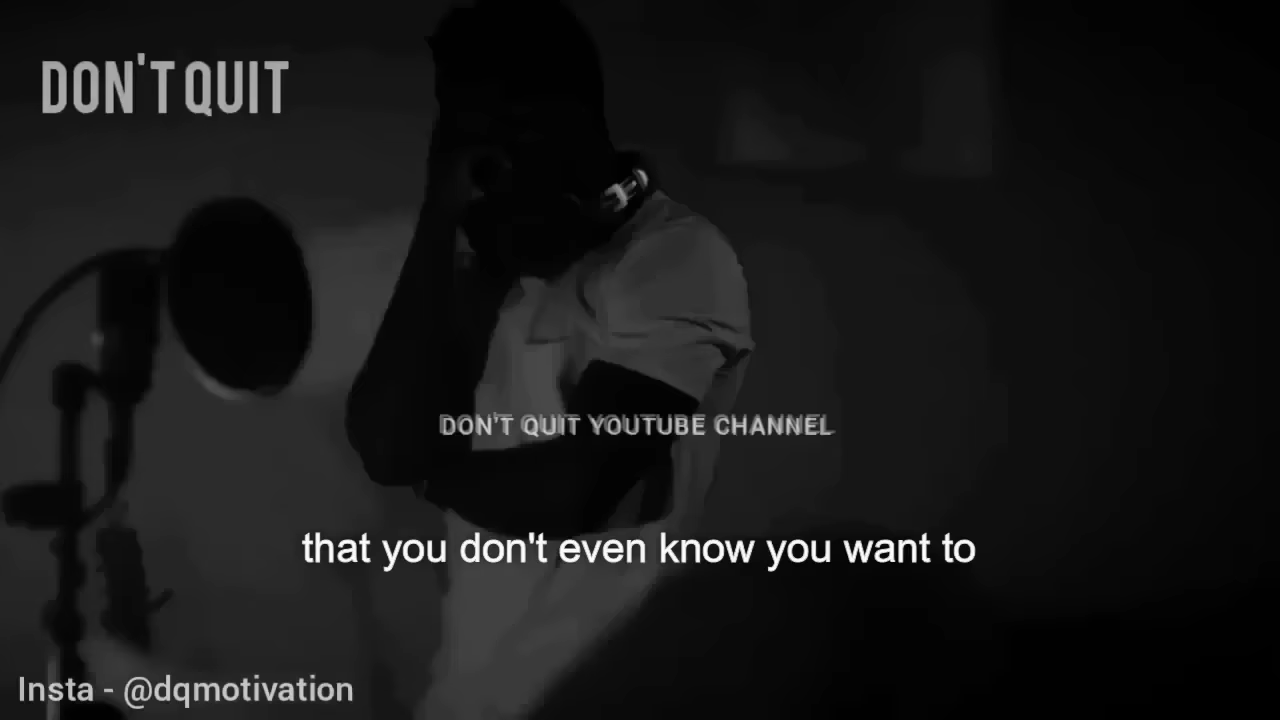 DON'T QUIT
DON'T QUIT YOUTUBE CHANNEL
that you don't even know you want to
Insta - @dqmotivation